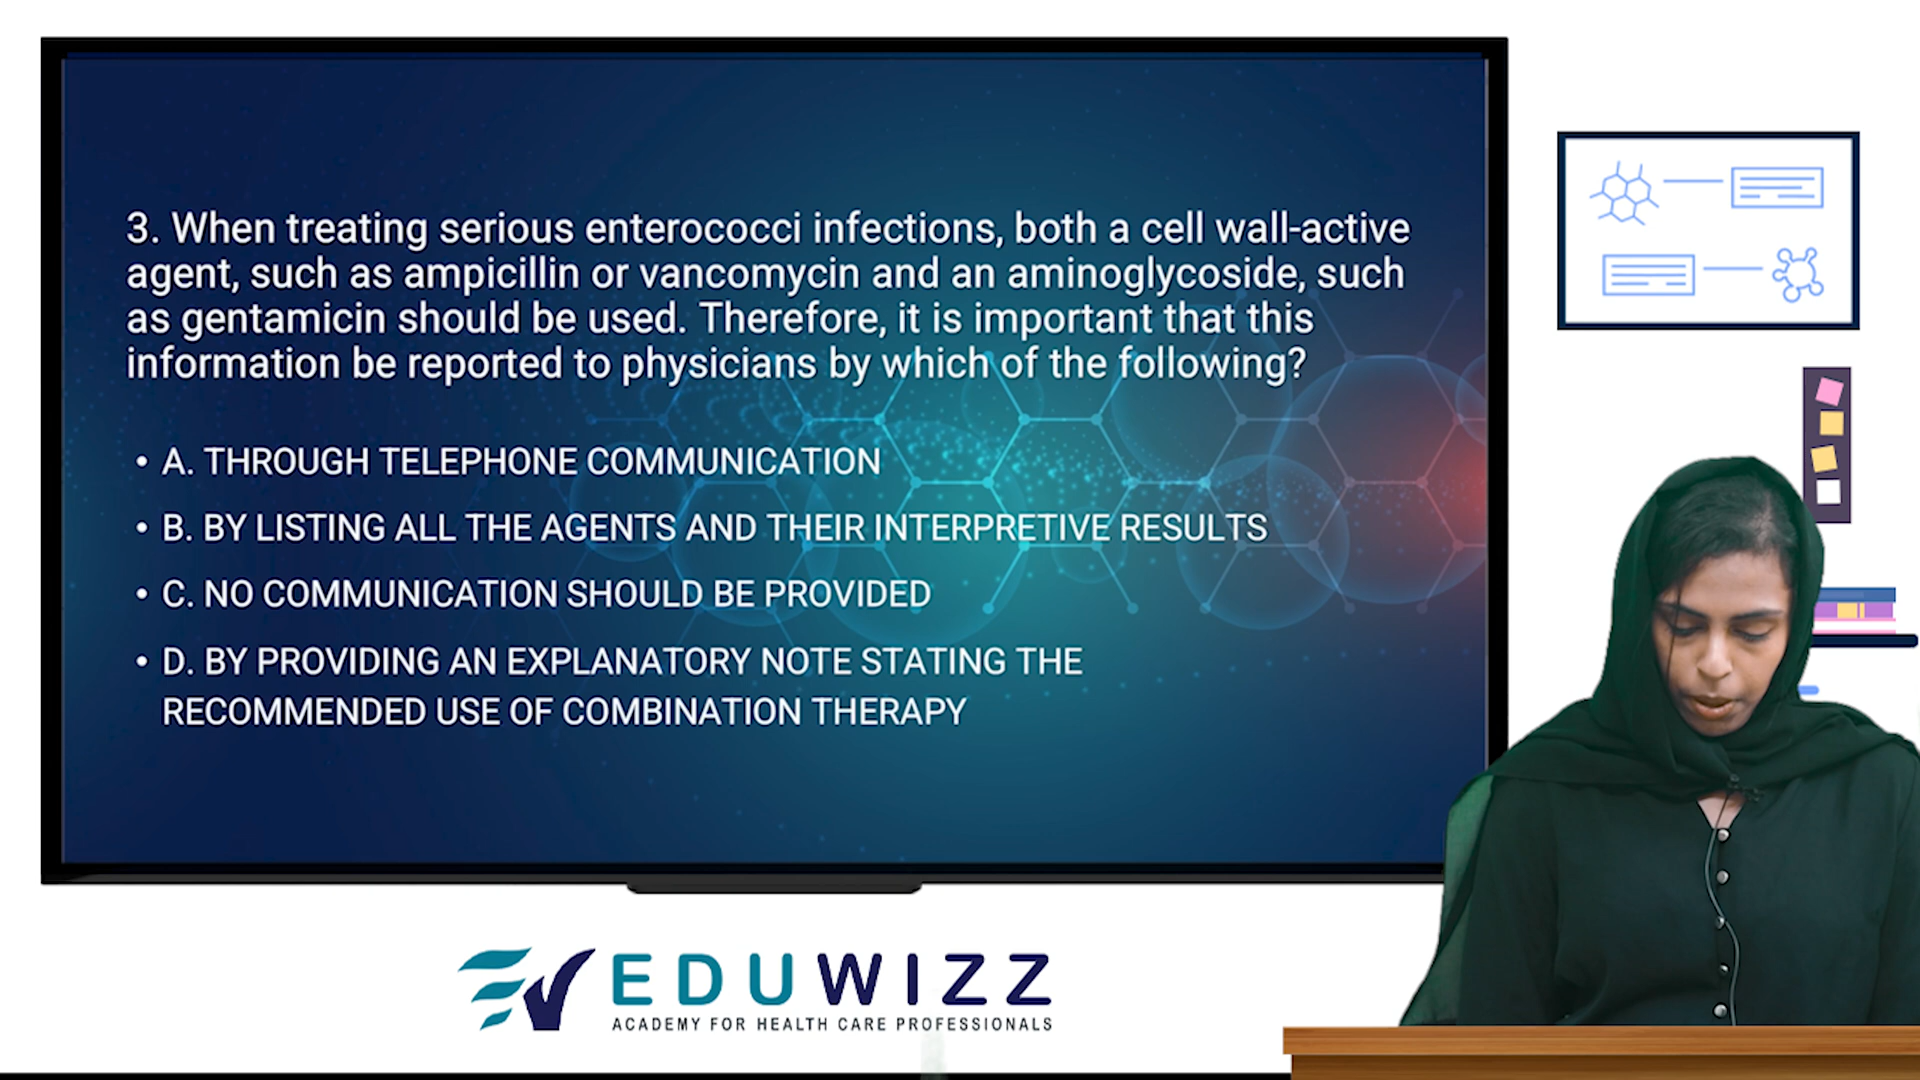 3. When treating serious enterococci infections, both a cell wall-active
agent, such as ampicillin or vancomycin and an aminoglycoside, such
as gentamicin should be used. Therefore, it is important that this
information be reported to physicians by which of the following?
• A. THROUGH TELEPHONE COMMUNICATION
• B. BY LISTING ALL THE AGENTS AND THEIR INTERPRETIVE RESULTS
• C. NO COMMUNICATION SHOULD BE PROVIDED
• D. BY PROVIDING AN EXPLANATORY NOTE STATING THE
RECOMMENDED USE OF COMBINATION THERAPY
EDUWIZZ
ACADEMY FOR HEALTH CARE PROFESSIONALS